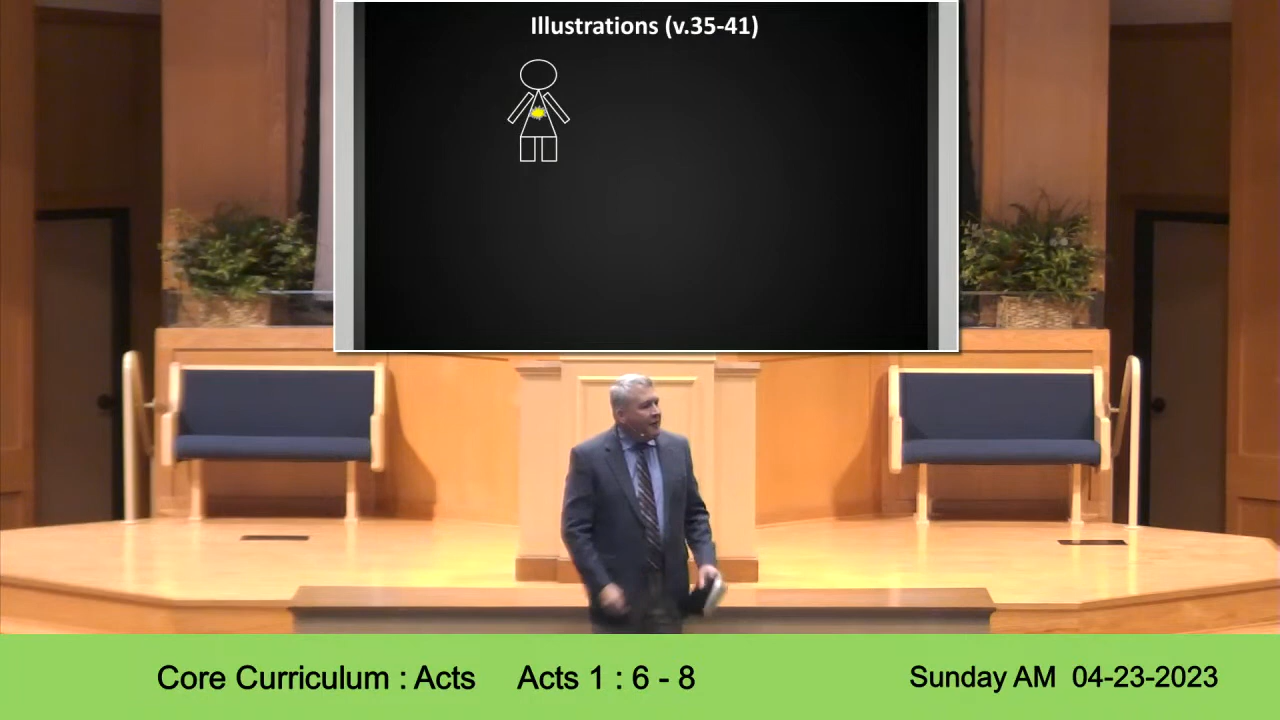 Illustrations (v.35-41)
Core Curriculum : Acts Acts 1 : 6 - 8 Sunday AM 04-23-2023